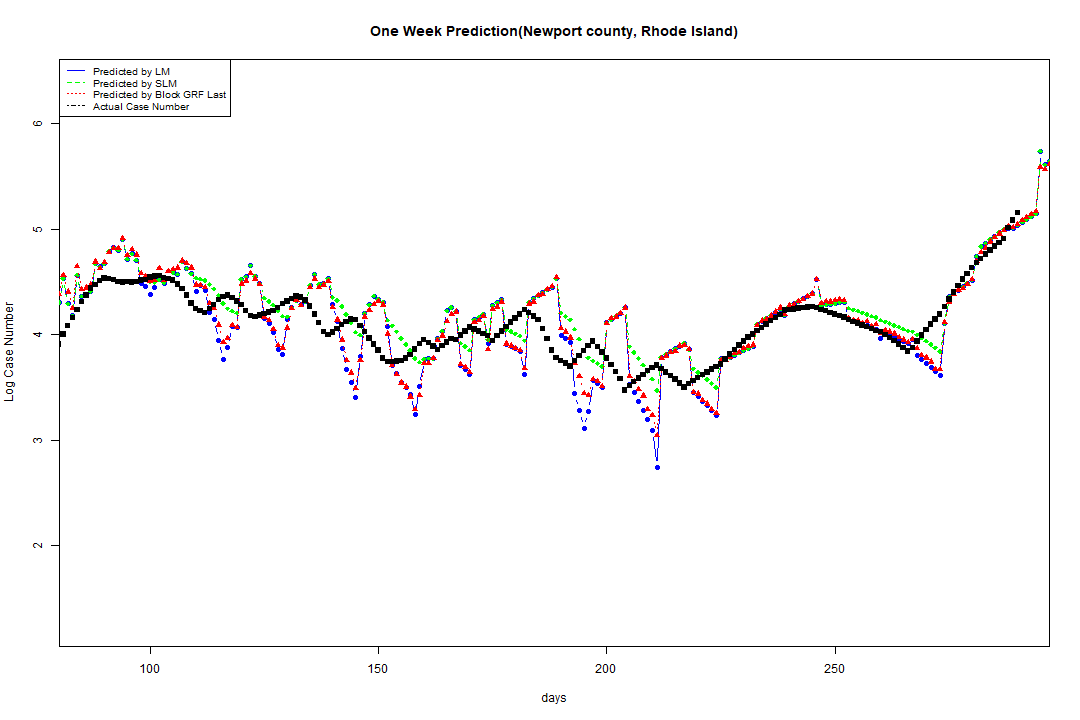 One Week Prediction(Newport county, Rhode Island)
Predicted by LM
Predicted by SLM
Predicted by Block GRF Last
Actual Case Number
6
5
4
3
2
Log Case Number
100 150 200 250
days